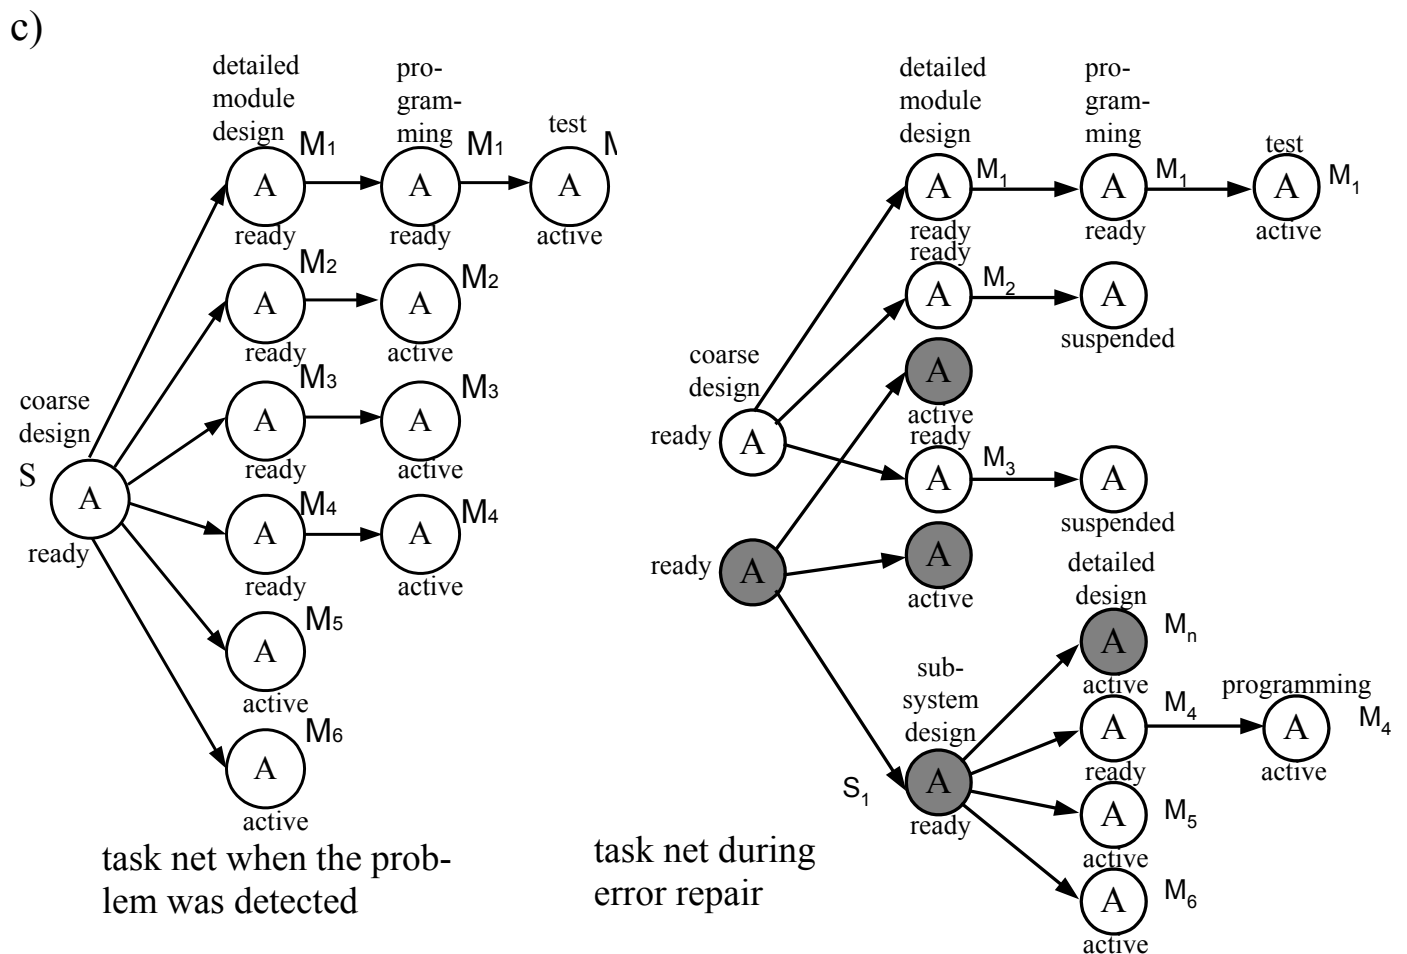 c)
detailed
module
design
pro-
gram-
ming
test
M1
M1
A
A
A
ready
ready
active
M2
M2
A
A
ready
active
M3
M3
A
A
ready
active
coarse
design
S
A
ready
M4
M4
A
A
ready
active
M5
A
active
M6
A
active
task net when the prob-
lem was detected
detailed
module
design
pro-
gram-
ming
test
M1
M1
M1
A
A
A
ready
ready
active
ready
M2
A
A
suspended
coarse
design
ready
A
A
active
ready
M3
A
A
suspended
ready
A
A
active
detailed
design
Mn
A
active
sub-
system
design
S1
A
ready
programming
M4
M4
A
A
ready
active
M5
A
active
M6
A
active
task net during
error repair